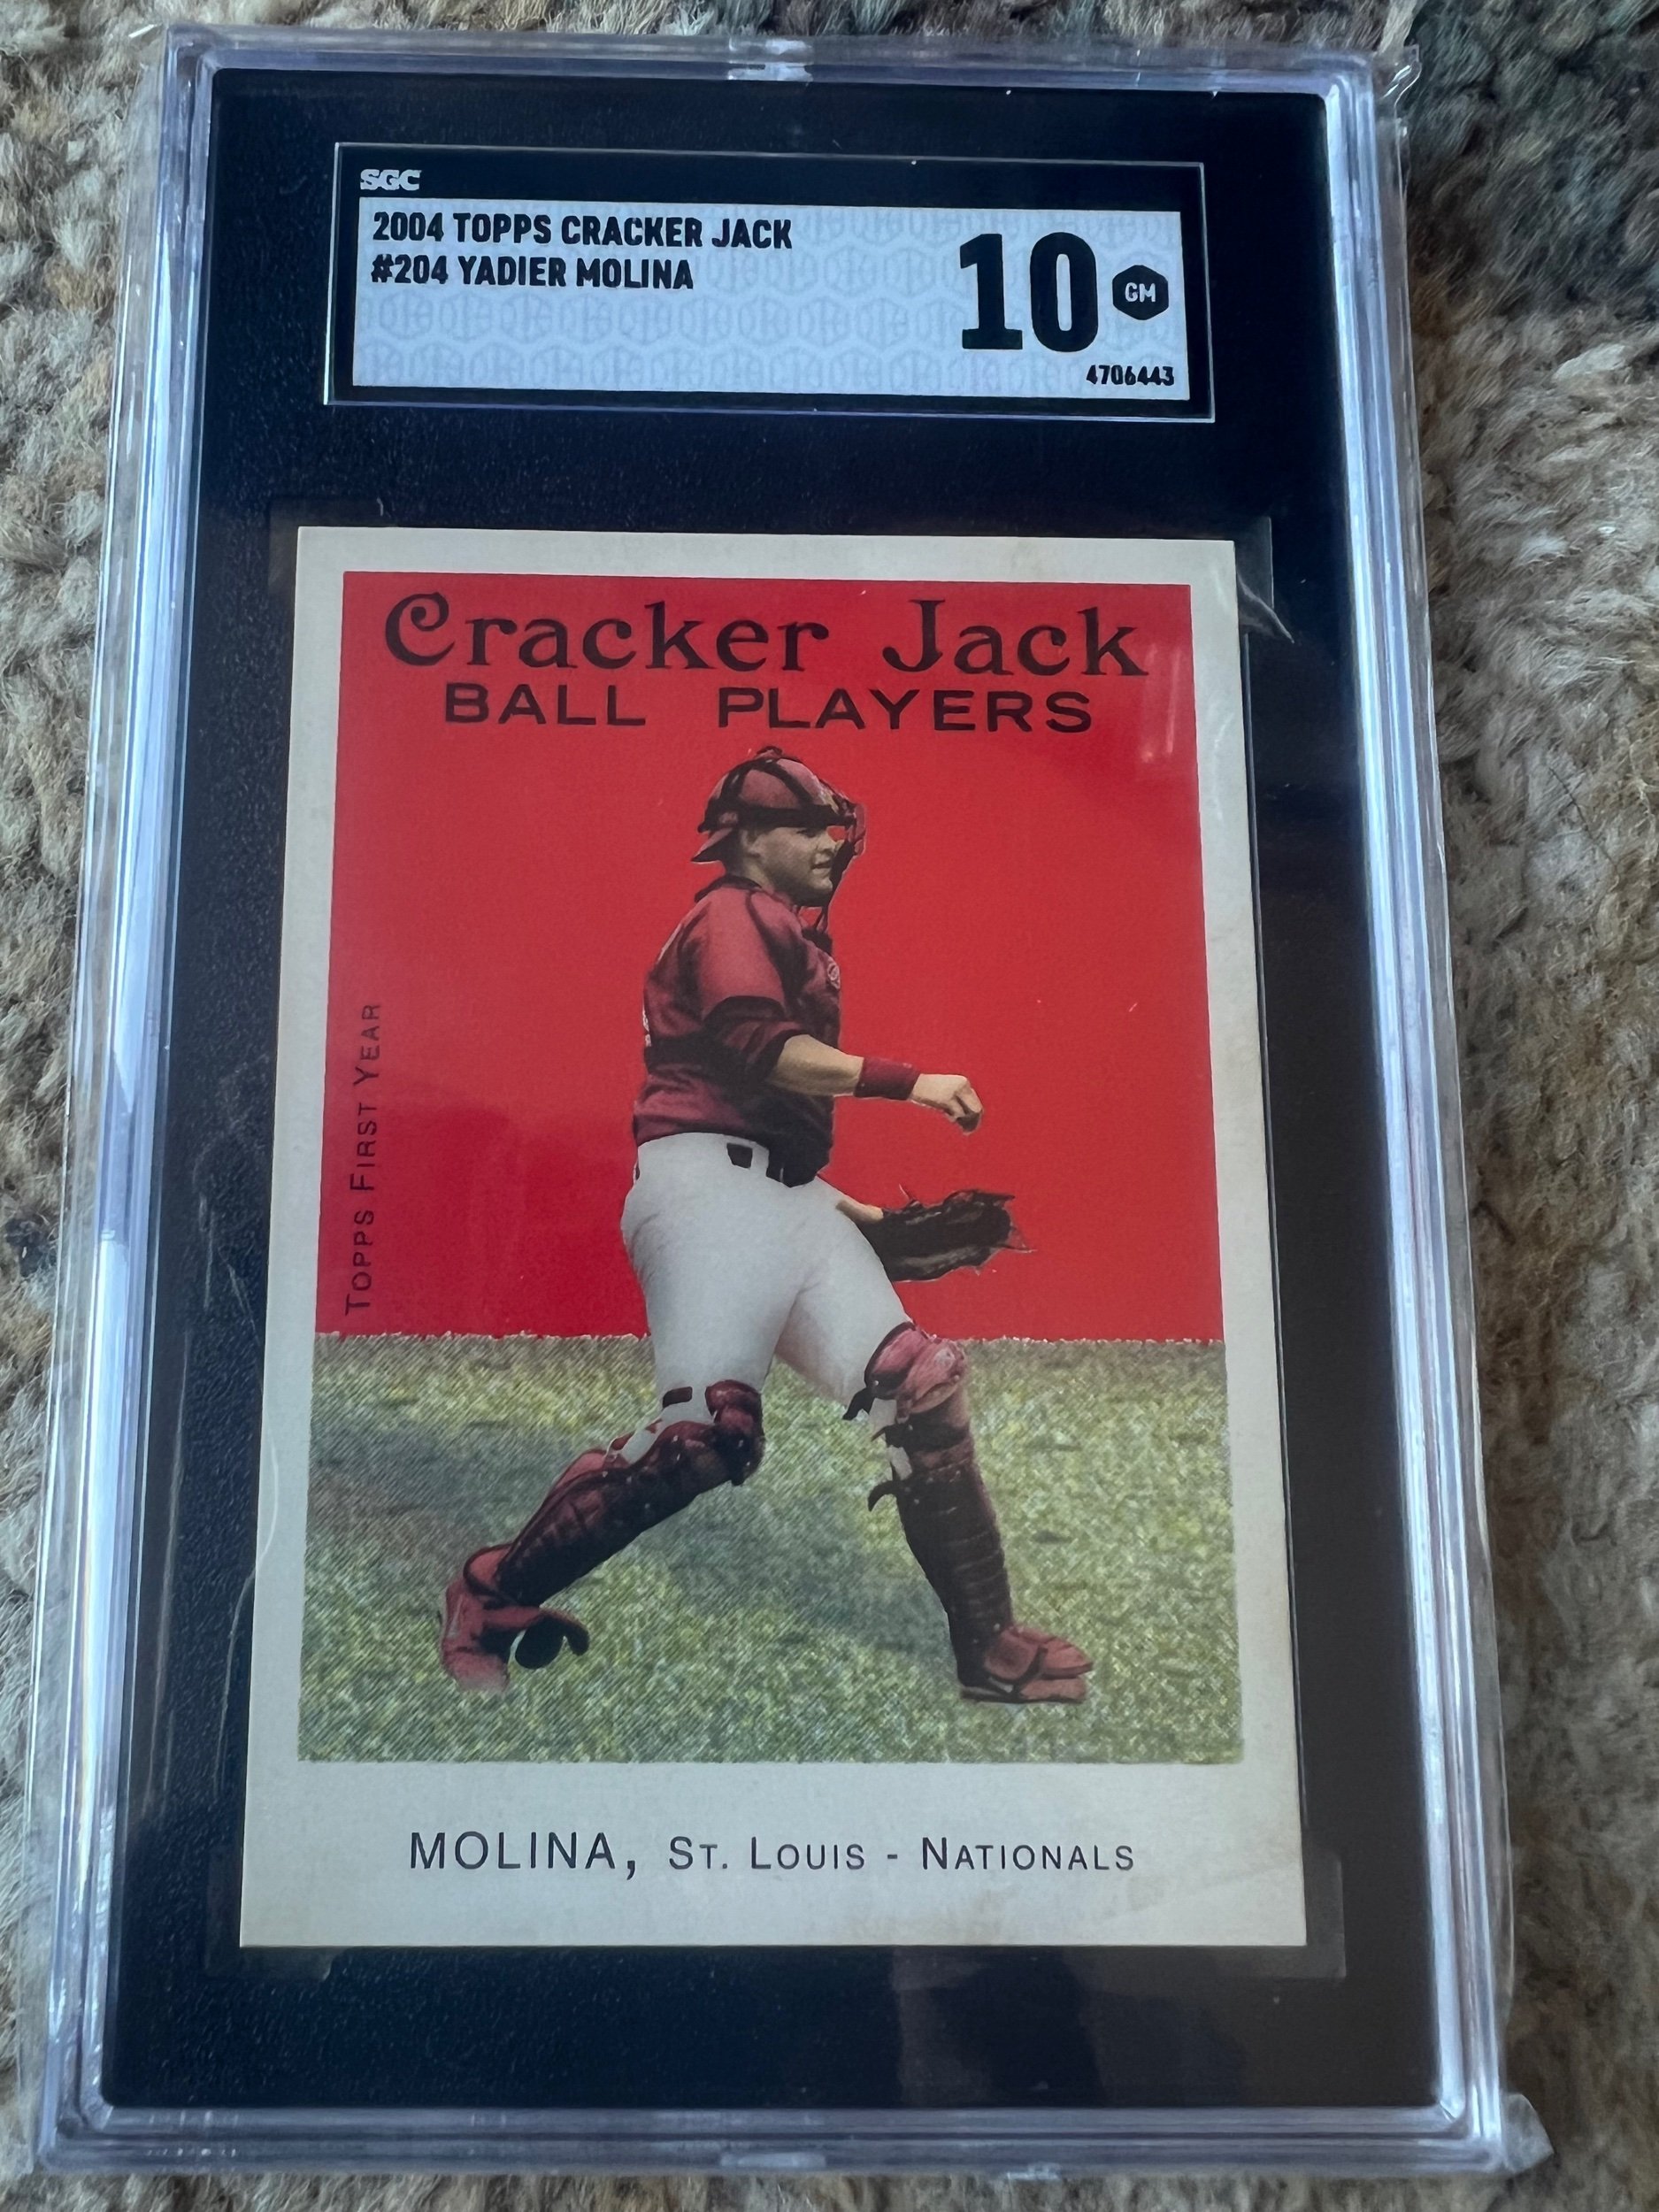 SGC
2004 TOPPS CRACKER JACK
#204 YADIER MOLINA
10 GM
4706443
Cracker Jack
BALL PLAYERS
TOPPS FIRST YEAR
MOLINA, ST. LOUIS - NATIONALS